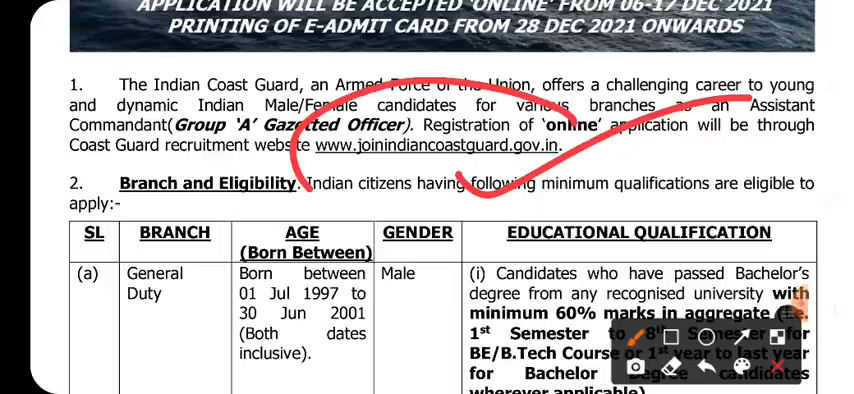 APPLICATION WILL BE ACCEPTED 'ONLINE' FROM 06-17 DEC 2021
PRINTING OF E-ADMIT CARD FROM 28 DEC 2021 ONWARDS
1. The Indian Coast Guard, an Armed Force of the Union, offers a challenging career to young
and dynamic Indian Male/Female candidates for various branches as an Assistant
Commandant(Group 'A' Gazetted Officer). Registration of 'online' application will be through
Coast Guard recruitment website www.joinindiancoastguard.gov.in.
2. Branch and Eligibility. Indian citizens having following minimum qualifications are eligible to
apply:-
SL BRANCH AGE (Born Between) GENDER EDUCATIONAL QUALIFICATION
(a) General Duty
Born between
01 Jul 1997 to
30 Jun 2001
(Both dates
inclusive).
Male
(i) Candidates who have passed Bachelor's
degree from any recognised university with
minimum 60% marks in aggregate (i.e.
1st Semester to 8th Semester for
BE/B.Tech Course or 1st year to last year
for Bachelor Degree candidates
wherever applicable)